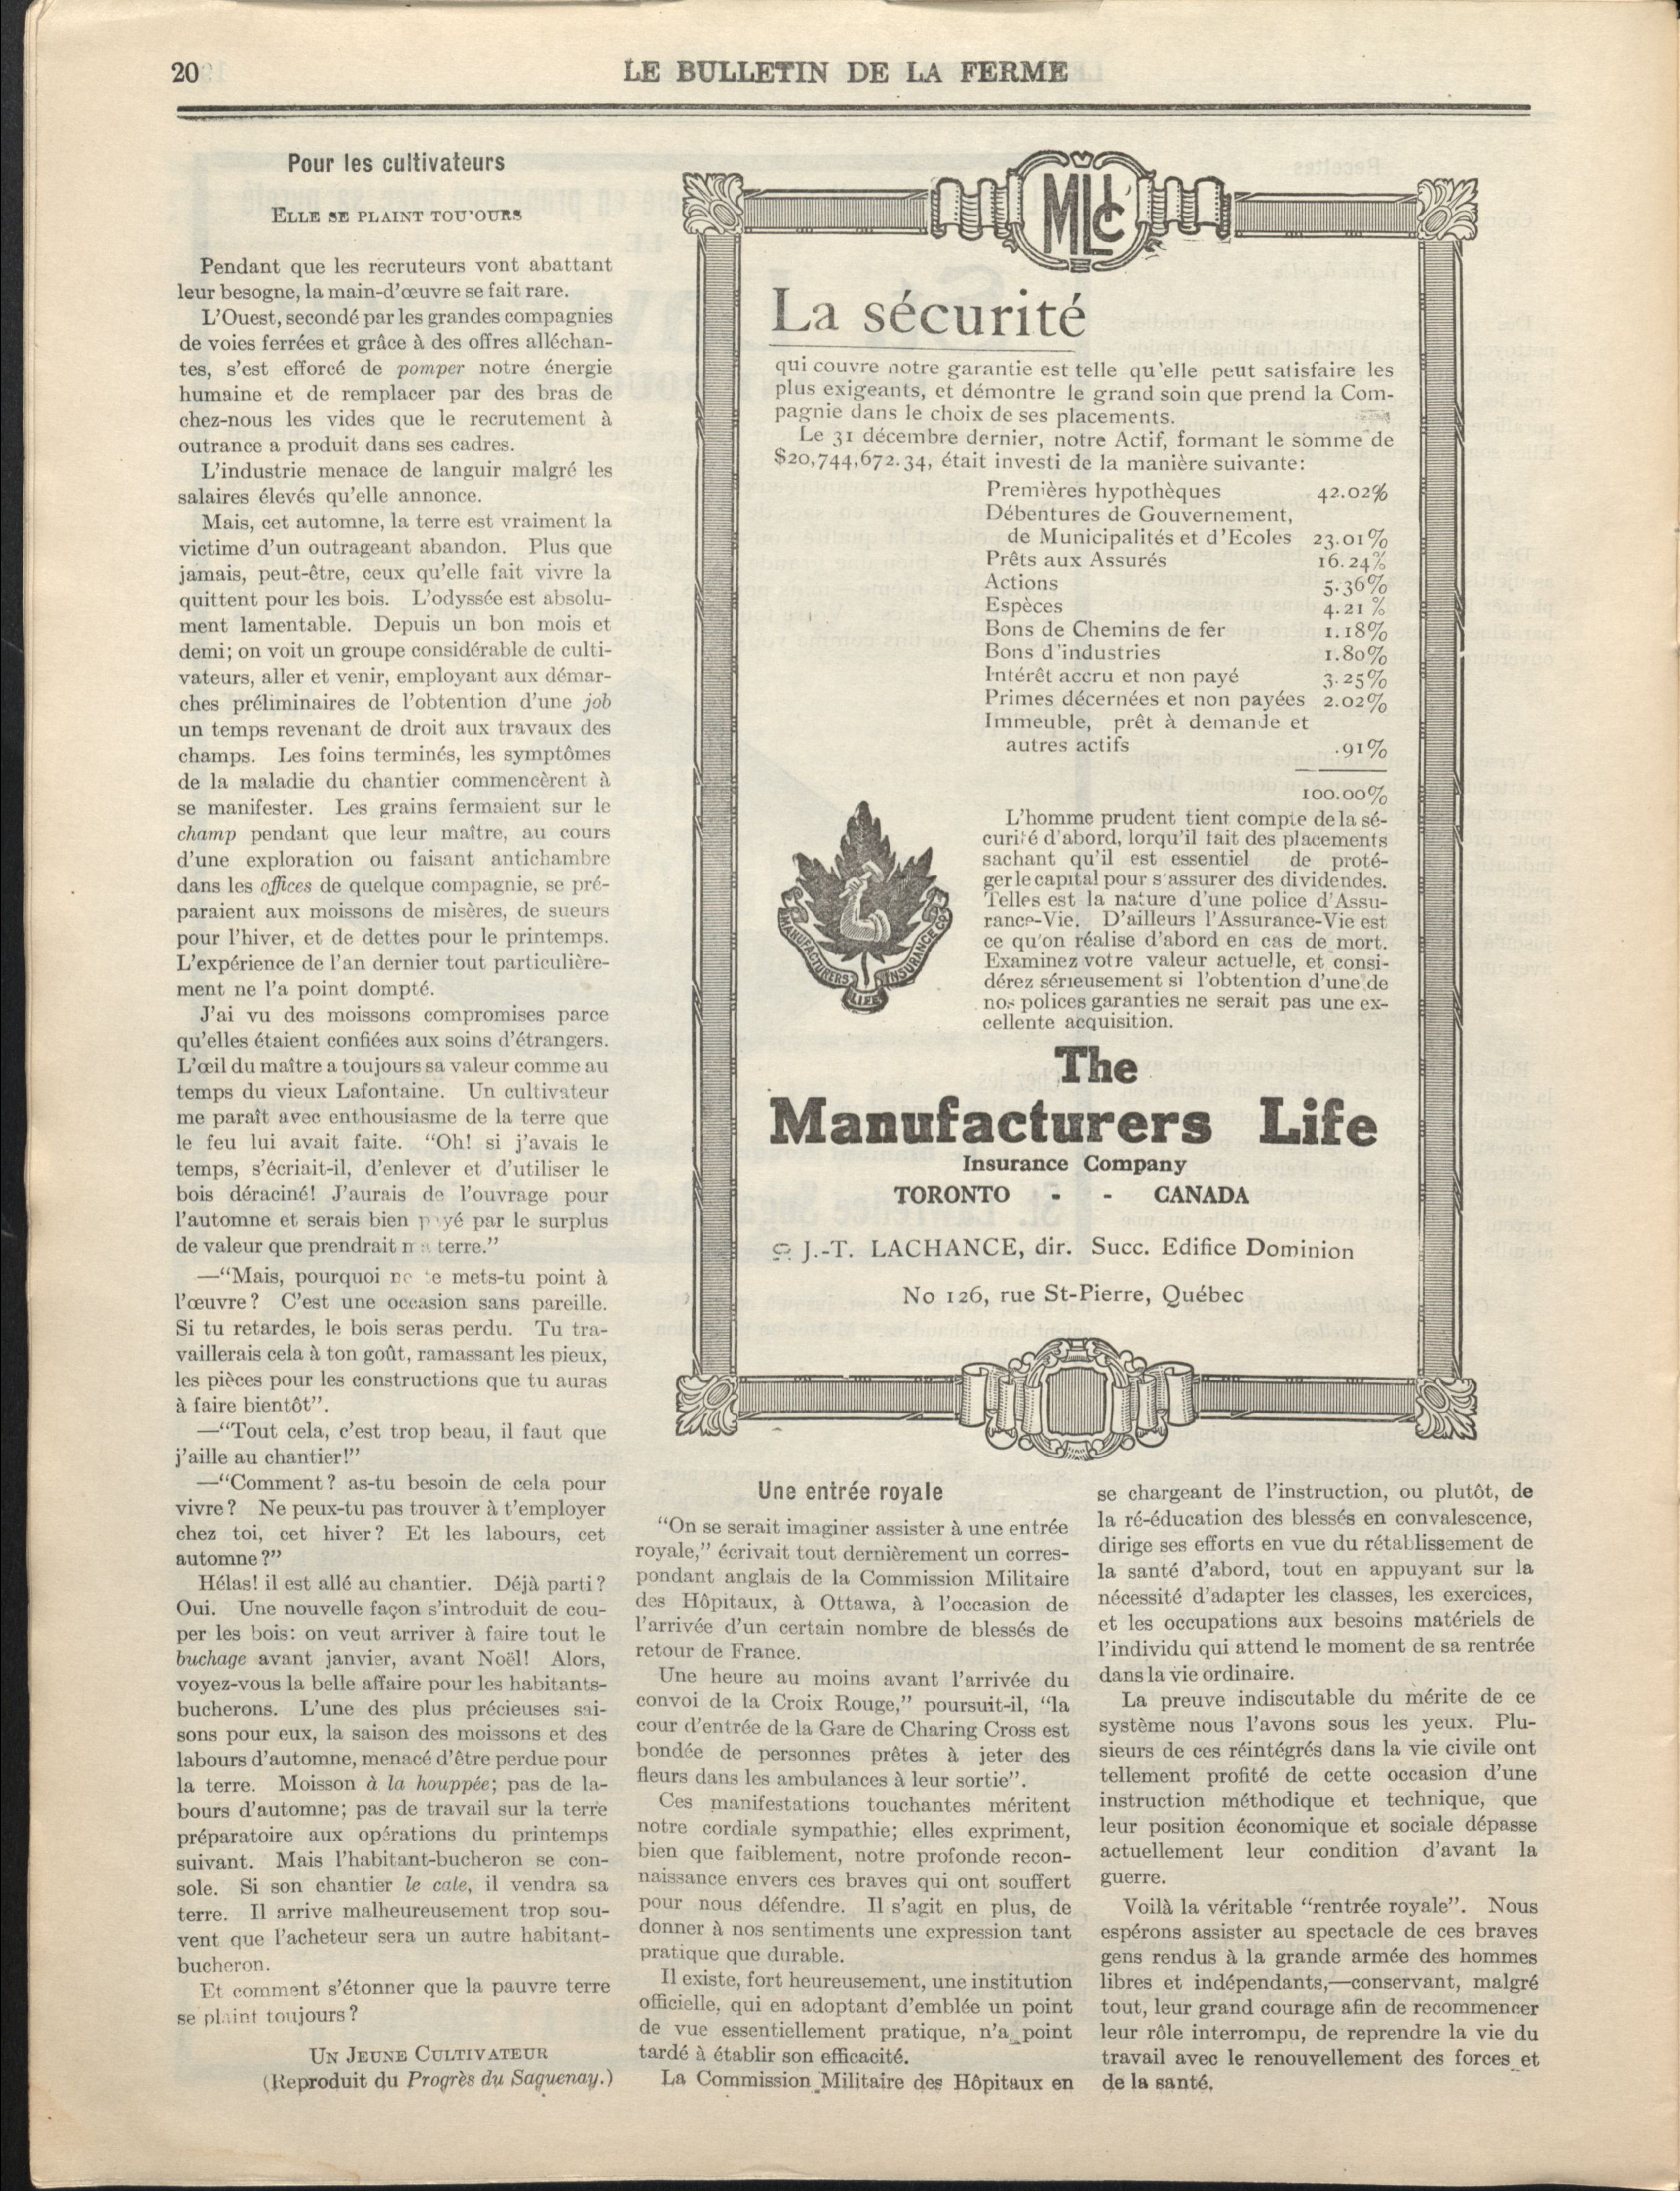 20
LE BULLETIN DE LA FERME
Pour les cultivateurs
ELLE SE PLAINT TOU'OURS
Pendant que les recruteurs vont abattant
leur besogne, la main-d'œuvre se fait rare.
L'Ouest, secondé par les grandes compagnies
de voies ferrées et grâce à des offres alléchan-
tes, s'est efforcé de pomper notre énergie
humaine et de remplacer par des bras de
chez-nous les vides que le recrutement à
outrance a produit dans ses cadres.
L'industrie menace de languir malgré les
salaires élevés qu'elle annonce.
Mais, cet automne, la terre est vraiment la
victime d'un outrageant abandon. Plus que
jamais, peut-être, ceux qu'elle fait vivre la
quittent pour les bois. L'odyssée est absolu-
ment lamentable. Depuis un bon mois et
demi; on voit un groupe considérable de culti-
vateurs, aller et venir, employant aux démar-
ches préliminaires de l'obtention d'une job
un temps revenant de droit aux travaux des
champs. Les foins terminés, les symptômes
de la maladie du chantier commencèrent à
se manifester. Les grains fermaient sur le
champ pendant que leur maître, au cours
d'une exploration ou faisant antichambre
dans les offices de quelque compagnie, se pré-
paraient aux moissons de misères, de sueurs
pour l'hiver, et de dettes pour le printemps.
L'expérience de l'an dernier tout particulière-
ment ne l'a point dompté.
J'ai vu des moissons compromises parce
qu'elles étaient confiées aux soins d'étrangers.
L'œil du maître a toujours sa valeur comme au
temps du vieux Lafontaine. Un cultivateur
me paraît avec enthousiasme de la terre que
le feu lui avait faite. "Oh! si j'avais le
temps, s'écriait-il, d'enlever et d'utiliser le
bois déraciné! J'aurais de l'ouvrage pour
l'automne et serais bien payé par le surplus
de valeur que prendrait ma terre."
—"Mais, pourquoi ne te mets-tu point à
l'œuvre? C'est une occasion sans pareille.
Si tu retardes, le bois seras perdu. Tu tra-
vaillerais cela à ton goût, ramassant les pieux,
les pièces pour les constructions que tu auras
à faire bientôt".
—"Tout cela, c'est trop beau, il faut que
j'aille au chantier!"
—"Comment? as-tu besoin de cela pour
vivre? Ne peux-tu pas trouver à t'employer
chez toi, cet hiver? Et les labours, cet
automne?"
Hélas! il est allé au chantier. Déjà parti?
Oui. Une nouvelle façon s'introduit de cou-
per les bois: on veut arriver à faire tout le
buchage avant janvier, avant Noël! Alors,
voyez-vous la belle affaire pour les habitants-
bucherons. L'une des plus précieuses sai-
sons pour eux, la saison des moissons et des
labours d'automne, menacé d'être perdue pour
la terre. Moisson à la houppée; pas de la-
bours d'automne; pas de travail sur la terre
préparatoire aux opérations du printemps
suivant. Mais l'habitant-bucheron se con-
sole. Si son chantier le cale, il vendra sa
terre. Il arrive malheureusement trop sou-
vent que l'acheteur sera un autre habitant-
bucheron.
Et comment s'étonner que la pauvre terre
se plaint toujours?
UN JEUNE CULTIVATEUR
(Reproduit du Progrès du Saguenay.)
MLIC
La sécurité
qui couvre notre garantie est telle qu'elle peut satisfaire les
plus exigeants, et démontre le grand soin que prend la Com-
pagnie dans le choix de ses placements.
Le 31 décembre dernier, notre Actif, formant le somme de
$20,744,672.34, était investi de la manière suivante:
Premières hypothèques 42.02%
Débentures de Gouvernement,
de Municipalités et d'Ecoles 23.01%
Prêts aux Assurés 16.24%
Actions 5.36%
Espèces 4.21%
Bons de Chemins de fer 1.18%
Bons d'industries 1.80%
Intérêt accru et non payé 3.25%
Primes décernées et non payées 2.02%
Immeuble, prêt à demande et
autres actifs .91%
100.00%
L'homme prudent tient compte de la sé-
curité d'abord, lorqu'il fait des placements
sachant qu'il est essentiel de proté-
ger le capital pour s'assurer des dividendes.
Telles est la nature d'une police d'Assu-
rance-Vie. D'ailleurs l'Assurance-Vie est
ce qu'on réalise d'abord en cas de mort.
Examinez votre valeur actuelle, et consi-
dérez sérieusement si l'obtention d'une de
nos polices garanties ne serait pas une ex-
cellente acquisition.
MANUFACTURERS LIFE INSURANCE CO
The
Manufacturers Life
Insurance Company
TORONTO - - CANADA
J.-T. LACHANCE, dir. Succ. Edifice Dominion
No 126, rue St-Pierre, Québec
Une entrée royale
"On se serait imaginer assister à une entrée
royale," écrivait tout dernièrement un corres-
pondant anglais de la Commission Militaire
des Hôpitaux, à Ottawa, à l'occasion de
l'arrivée d'un certain nombre de blessés de
retour de France.
Une heure au moins avant l'arrivée du
convoi de la Croix Rouge," poursuit-il, "la
cour d'entrée de la Gare de Charing Cross est
bondée de personnes prêtes à jeter des
fleurs dans les ambulances à leur sortie".
Ces manifestations touchantes méritent
notre cordiale sympathie; elles expriment,
bien que faiblement, notre profonde recon-
naissance envers ces braves qui ont souffert
pour nous défendre. Il s'agit en plus, de
donner à nos sentiments une expression tant
pratique que durable.
Il existe, fort heureusement, une institution
officielle, qui en adoptant d'emblée un point
de vue essentiellement pratique, n'a point
tardé à établir son efficacité.
La Commission Militaire des Hôpitaux en
se chargeant de l'instruction, ou plutôt, de
la ré-éducation des blessés en convalescence,
dirige ses efforts en vue du rétablissement de
la santé d'abord, tout en appuyant sur la
nécessité d'adapter les classes, les exercices,
et les occupations aux besoins matériels de
l'individu qui attend le moment de sa rentrée
dans la vie ordinaire.
La preuve indiscutable du mérite de ce
système nous l'avons sous les yeux. Plu-
sieurs de ces réintégrés dans la vie civile ont
tellement profité de cette occasion d'une
instruction méthodique et technique, que
leur position économique et sociale dépasse
actuellement leur condition d'avant la
guerre.
Voilà la véritable "rentrée royale". Nous
espérons assister au spectacle de ces braves
gens rendus à la grande armée des hommes
libres et indépendants,—conservant, malgré
tout, leur grand courage afin de recommencer
leur rôle interrompu, de reprendre la vie du
travail avec le renouvellement des forces et
de la santé.